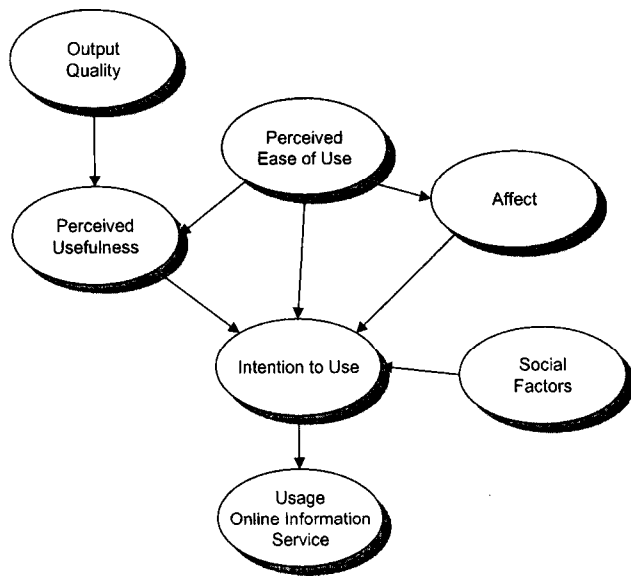 Output
Quality
Perceived
Ease of Use
Affect
Perceived
Usefulness
Intention to Use
Social
Factors
Usage
Online Information
Service